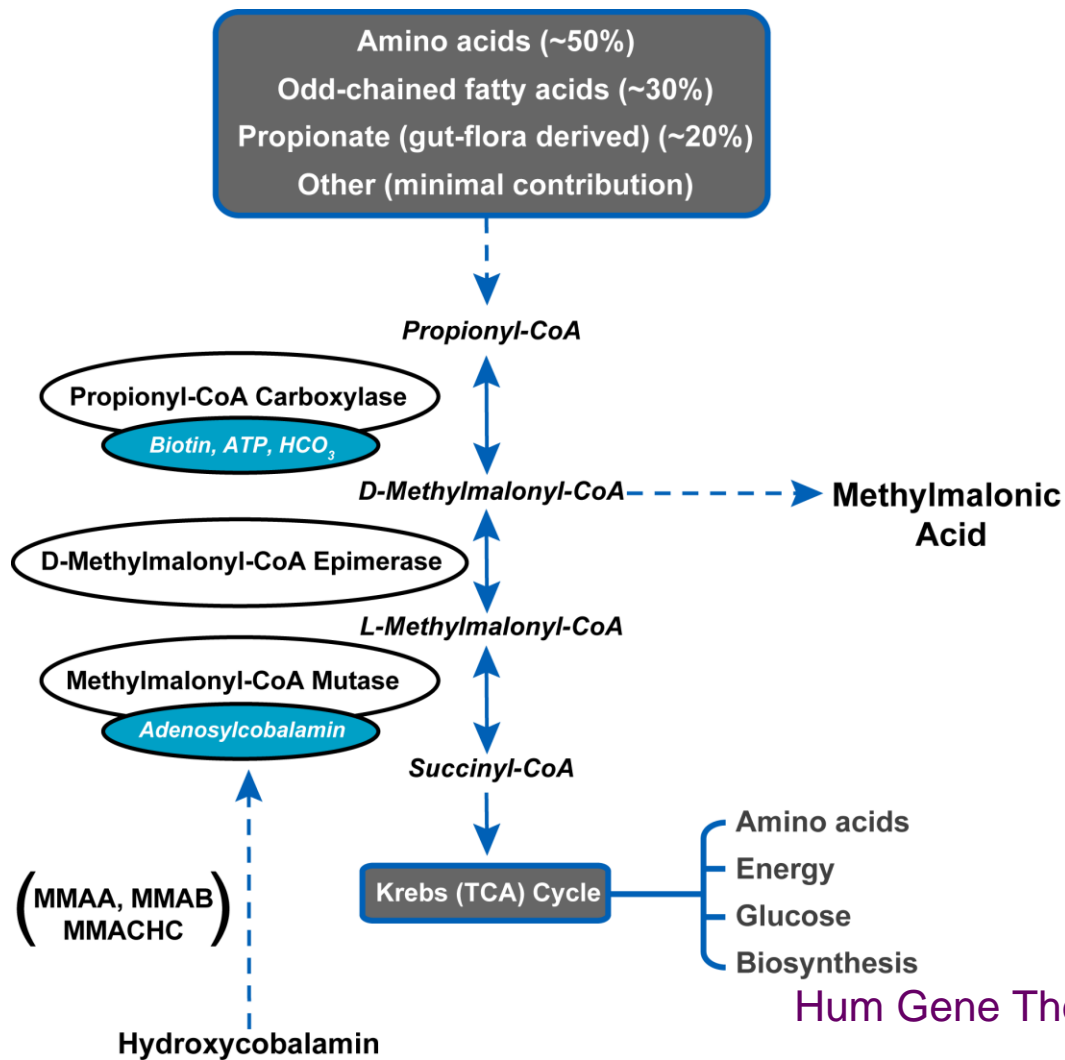 Amino acids (~50%)
Odd-chained fatty acids (~30%)
Propionate (gut-flora derived) (~20%)
Other (minimal contribution)
Propionyl-CoA
Propionyl-CoA Carboxylase
Biotin, ATP, HCO₃
D-Methylmalonyl-CoA
Methylmalonic
Acid
D-Methylmalonyl-CoA Epimerase
L-Methylmalonyl-CoA
Methylmalonyl-CoA Mutase
Adenosylcobalamin
Succinyl-CoA
Krebs (TCA) Cycle
Amino acids
Energy
Glucose
Biosynthesis
(MMAA, MMAB
MMACHC)
Hydroxycobalamin
Hum Gene